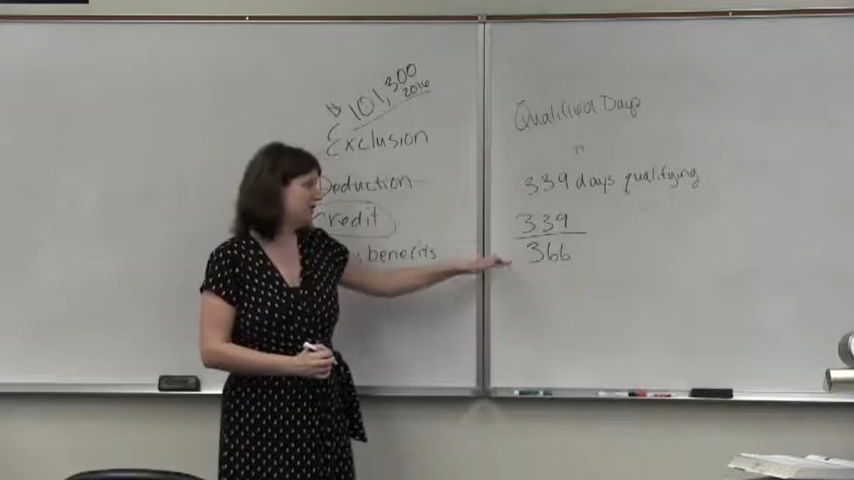 $101,300
2016
Exclusion
Deduction
Credit
benefits
Qualified Days
=
339 days qualifying
339
366